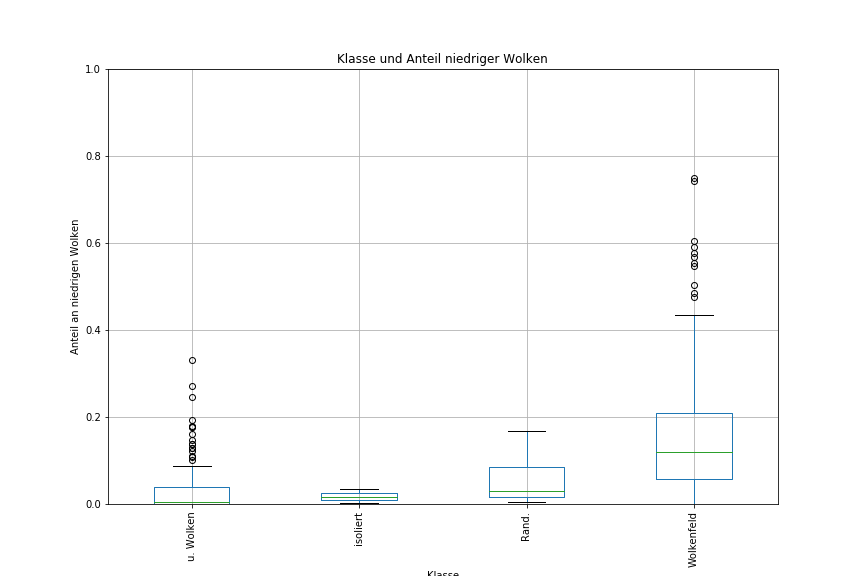 Klasse und Anteil niedriger Wolken
1.0
0.8
0.6
0.4
0.2
0.0
Anteil an niedrigen Wolken
u. Wolken
isoliert
Rand.
Wolkenfeld
Klasse